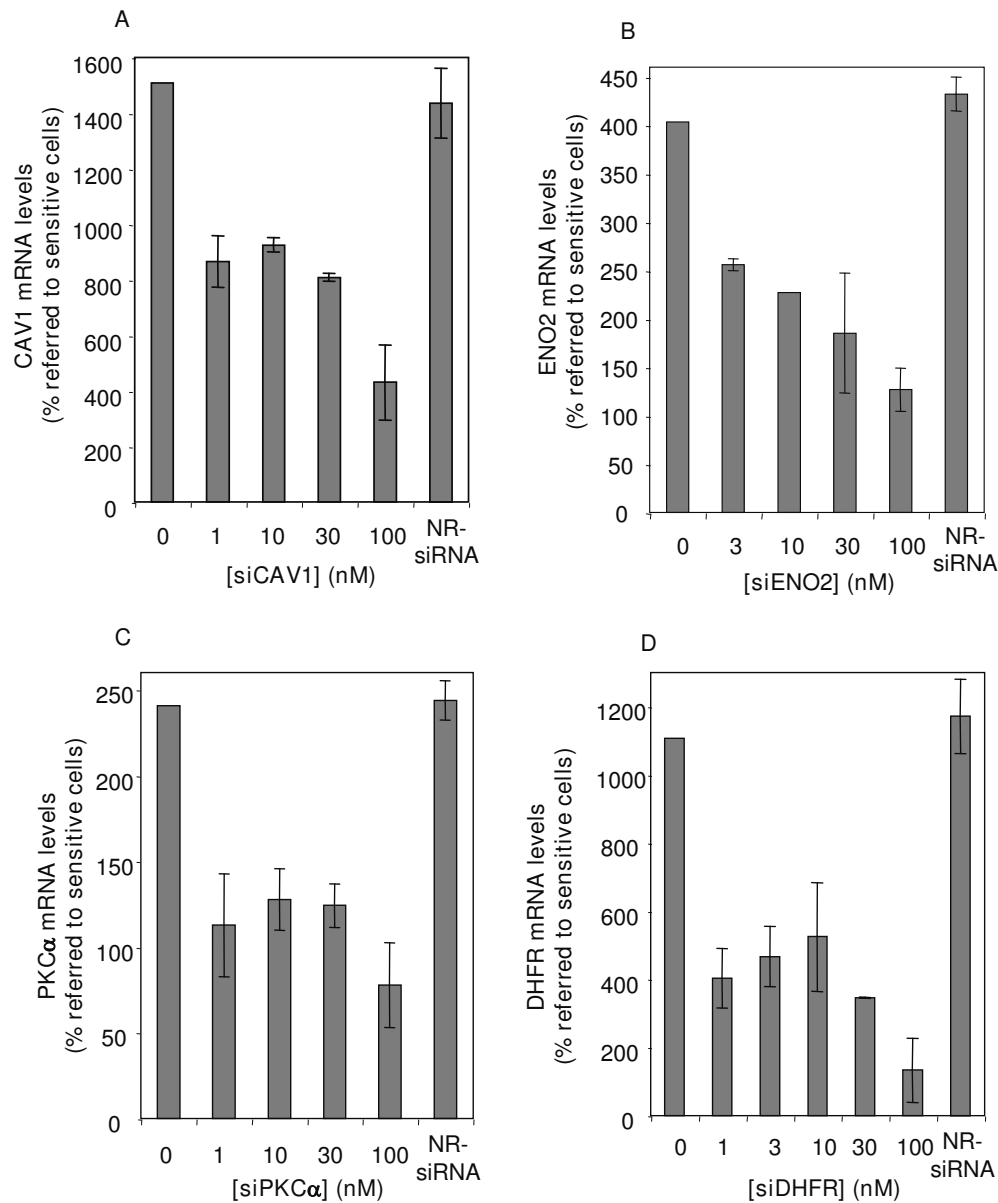 A
CAV1 mRNA levels
(% referred to sensitive cells)
1600
1400
1200
1000
800
600
400
200
0
0 1 10 30 100 NR-
siRNA
[siCAV1] (nM)
B
ENO2 mRNA levels
(% referred to sensitive cells)
450
400
350
300
250
200
150
100
50
0
0 3 10 30 100 NR-
siRNA
[siENO2] (nM)
C
PKCα mRNA levels
(% referred to sensitive cells)
250
200
150
100
50
0
0 1 10 30 100 NR-
siRNA
[siPKCα] (nM)
D
DHFR mRNA levels
(% referred to sensitive cells)
1200
1000
800
600
400
200
0
0 1 3 10 30 100 NR-
siRNA
[siDHFR] (nM)